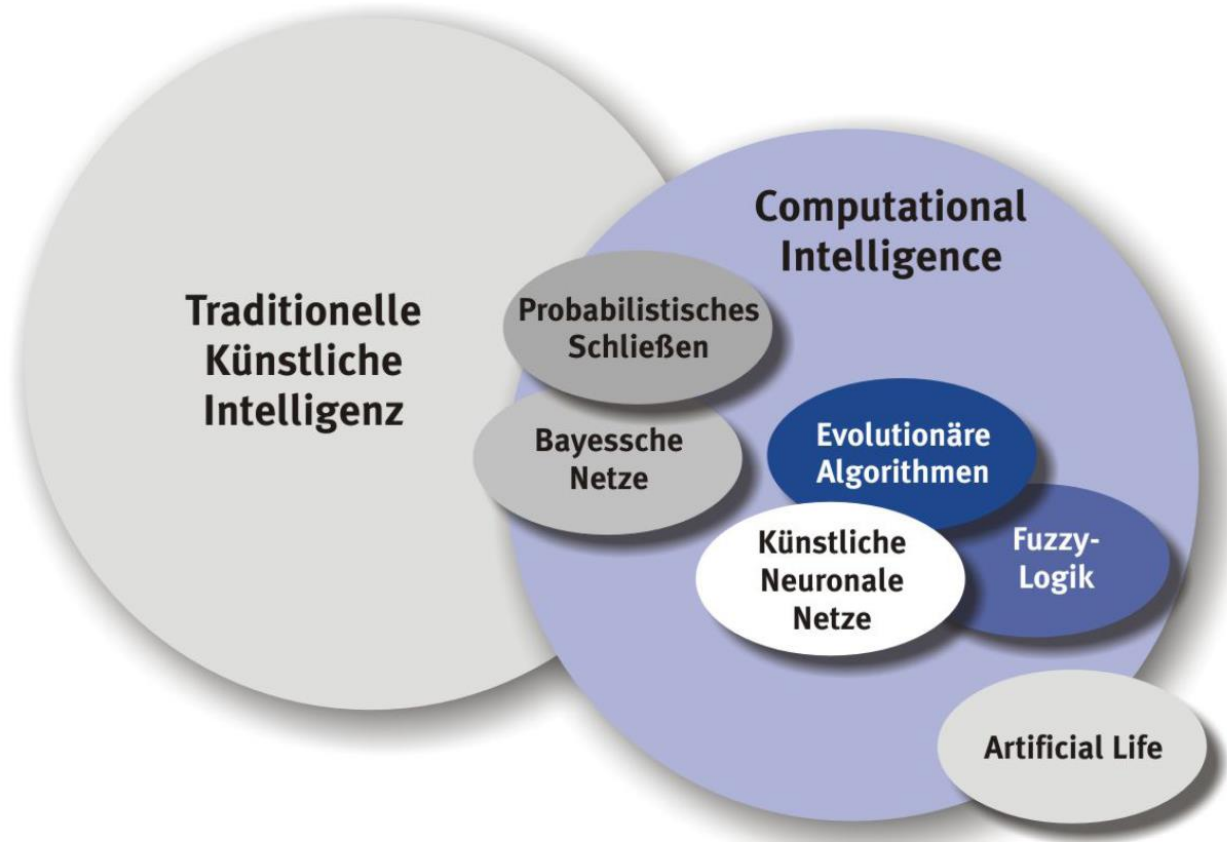 Traditionelle
Künstliche
Intelligenz
Computational
Intelligence
Probabilistisches
Schließen
Bayessche
Netze
Evolutionäre
Algorithmen
Künstliche
Neuronale
Netze
Fuzzy-
Logik
Artificial Life